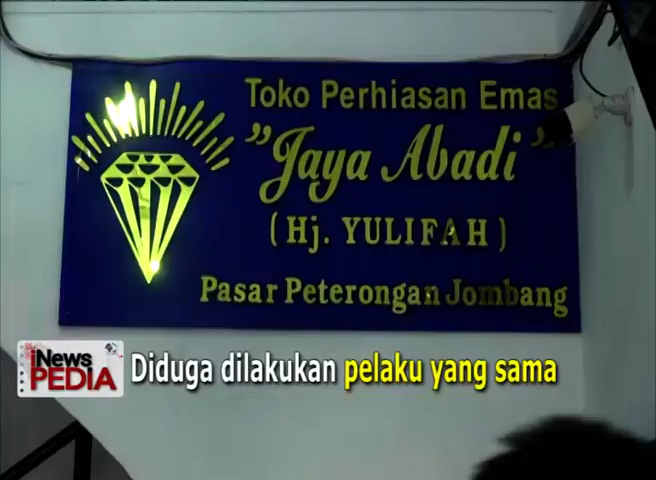 Toko Perhiasan Emas
"Jaya Abadi"
(Hj. YULIFAH)
Pasar Peterongan Jombang
iNews
PEDIA
Diduga dilakukan pelaku yang sama